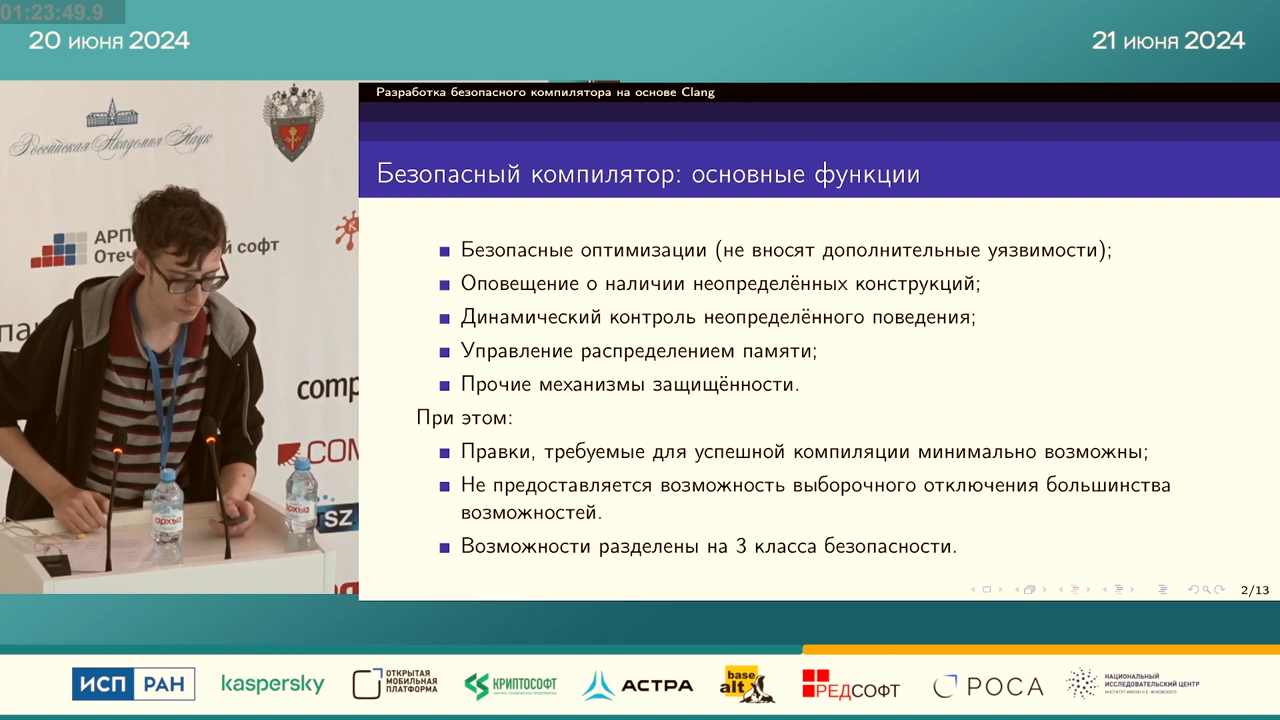 01:23:49.9
20 июня 2024
21 июня 2024
Российская Академия Наук
АРП
Отеч
й софт
па
comp
СОМ
SZ
архыз
архыз
Разработка безопасного компилятора на основе Clang
Безопасный компилятор: основные функции
Безопасные оптимизации (не вносят дополнительные уязвимости);
Оповещение о наличии неопределённых конструкций;
Динамический контроль неопределённого поведения;
Управление распределением памяти;
Прочие механизмы защищённости.
При этом:
Правки, требуемые для успешной компиляции минимально возможны;
Не предоставляется возможность выборочного отключения большинства
возможностей.
Возможности разделены на 3 класса безопасности.
2/13
ИСП РАН
kaspersky
ОТКРЫТАЯ
МОБИЛЬНАЯ
ПЛАТФОРМА
КРИПТОСОФТ
АСТРА
base
alt
РЕДСОФТ
РОСА
НАЦИОНАЛЬНЫЙ
ИССЛЕДОВАТЕЛЬСКИЙ ЦЕНТР